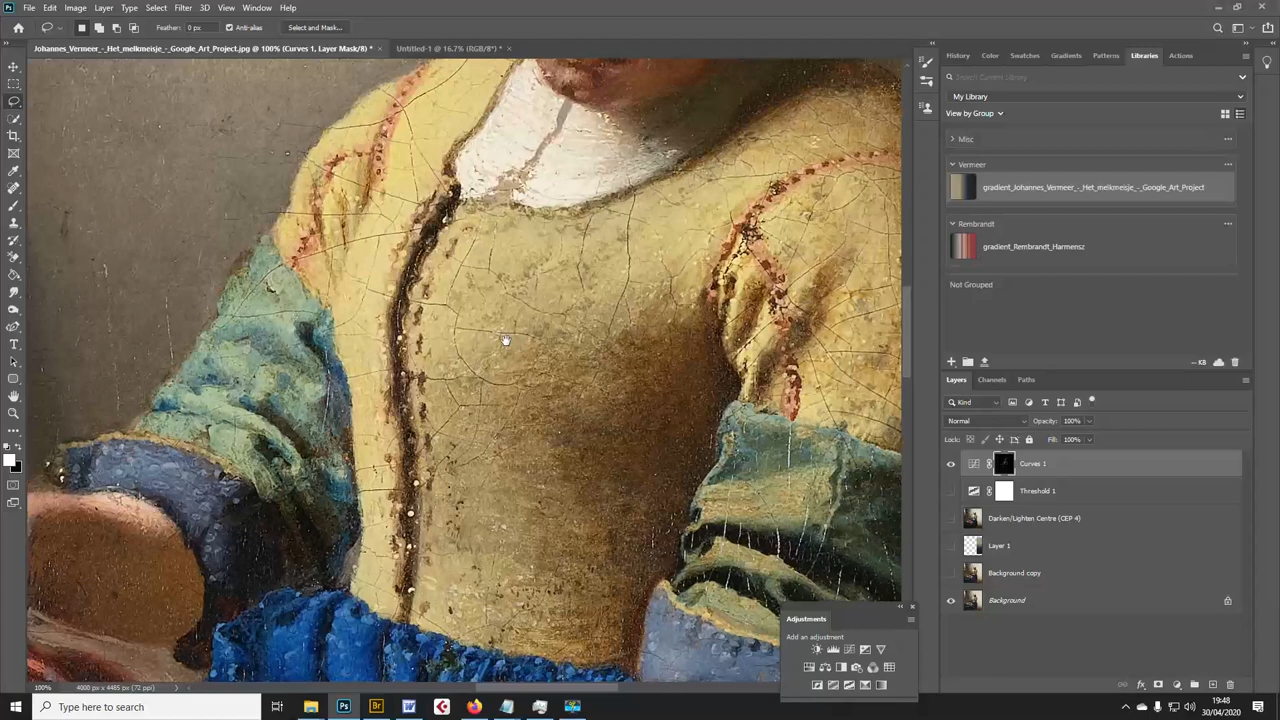 File Edit Image Layer Type Select Filter 3D View Window Help
Feather: 0 px Antialias Select and Mask...
Johannes_Vermeer_-_Het_melkmeisje_-_Google_Art_Project.jpg @ 100% (Curves 1, Layer Mask/8) *
Untitled-1 @ 16.7% (RGB/8*) *
History Color Swatches Gradients Patterns Libraries Actions
My Library
View by Group
Misc
Vermeer
gradient_Johannes_Vermeer_-_Het_melkmeisje_-_Google_Art_Project
Rembrandt
gradient_Rembrandt_Harmensz
Not Grouped
-- KB
Layers Channels Paths
Kind
Normal Opacity: 100%
Lock: Fill: 100%
Curves 1
Threshold 1
Darken/Lighten Centre (CEP 4)
Layer 1
Background copy
Background
Adjustments
Add an adjustment
100% 4000 px x 4485 px (72 ppi)
Type here to search
Ps Br W
19:48
30/04/2020